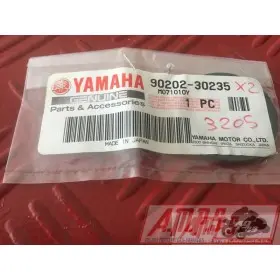 YAMAHA 90202-30235 X2
M071010Y
GENUINE
Parts & Accessories
1 PC
3205
MADE IN JAPAN
YAMAHA MOTOR CO., LTD.